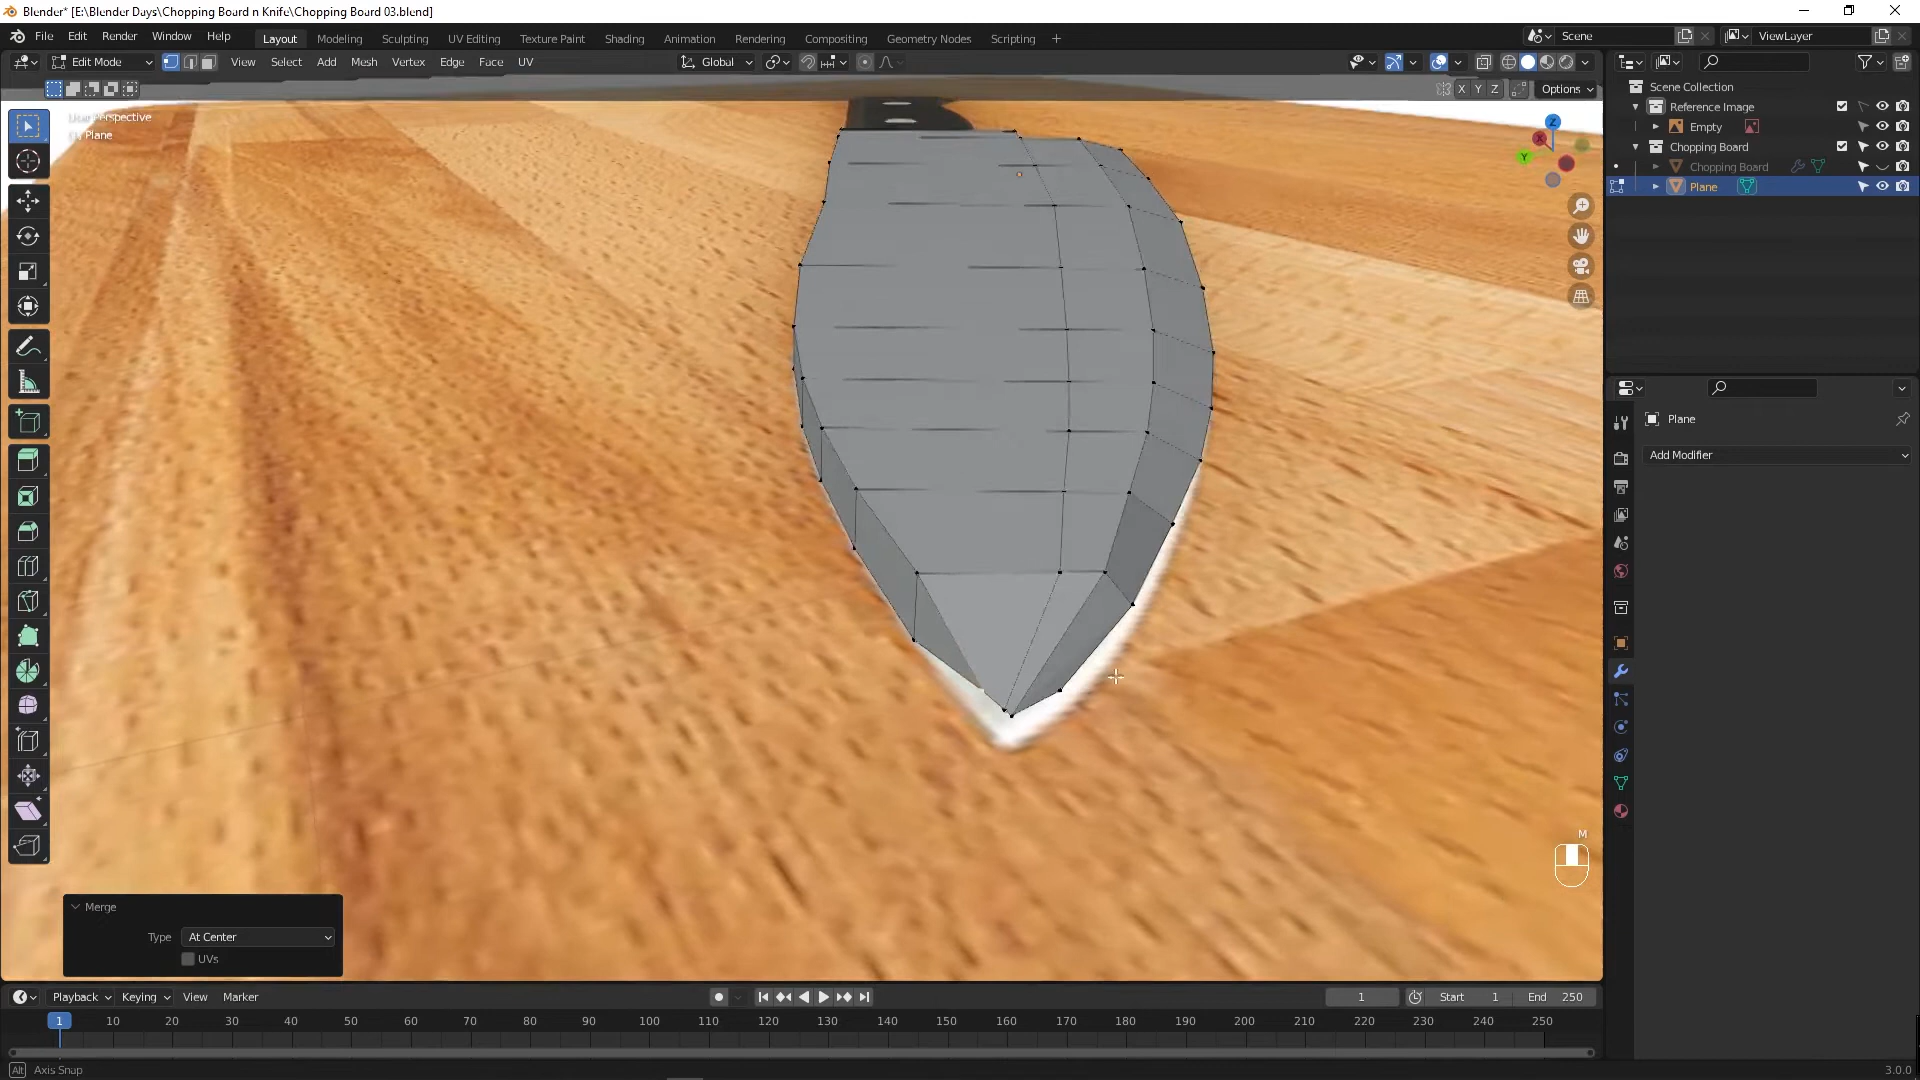 Blender* [E:\Blender Days\Chopping Board n Knife\Chopping Board 03.blend]
File Edit Render Window Help Layout Modeling Sculpting UV Editing Texture Paint Shading Animation Rendering Compositing Geometry Nodes Scripting + Scene ViewLayer
Edit Mode View Select Add Mesh Vertex Edge Face UV Global
X Y Z Options
User Perspective
Plane
Scene Collection
Reference Image
Empty
Chopping Board
Chopping Board
Plane
Z
X
Y
Plane
Add Modifier
M
Merge
Type At Center
UVs
Playback Keying View Marker 1 Start 1 End 250
1 10 20 30 40 50 60 70 80 90 100 110 120 130 140 150 160 170 180 190 200 210 220 230 240 250
Alt Axis Snap 3.0.0